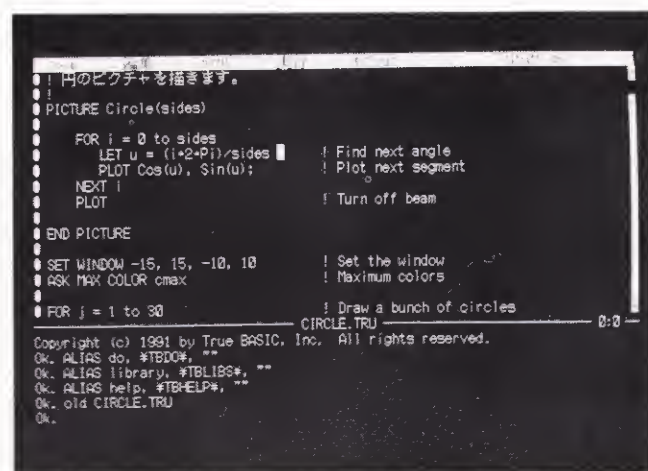 ! 円のピクチャを描きます。
!
PICTURE Circle(sides)
FOR i = 0 to sides
LET u = (i*2*Pi)/sides ! Find next angle
PLOT Cos(u), Sin(u); ! Plot next segment
NEXT i
PLOT ! Turn off beam
END PICTURE
SET WINDOW -15, 15, -10, 10 ! Set the window
ASK MAX COLOR cmax ! Maximum colors
FOR j = 1 to 30 ! Draw a bunch of circles
CIRCLE.TRU 0:0
Copyright (c) 1991 by True BASIC, Inc. All rights reserved.
Ok. ALIAS do, ¥TBDO¥, ""
Ok. ALIAS library, ¥TBLIBS¥, ""
Ok. ALIAS help, ¥TBHELP¥, ""
Ok. old CIRCLE.TRU
Ok.